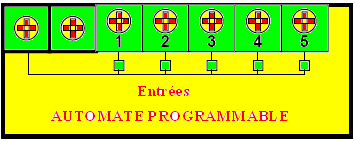 1 2 3 4 5
Entrées
AUTOMATE PROGRAMMABLE